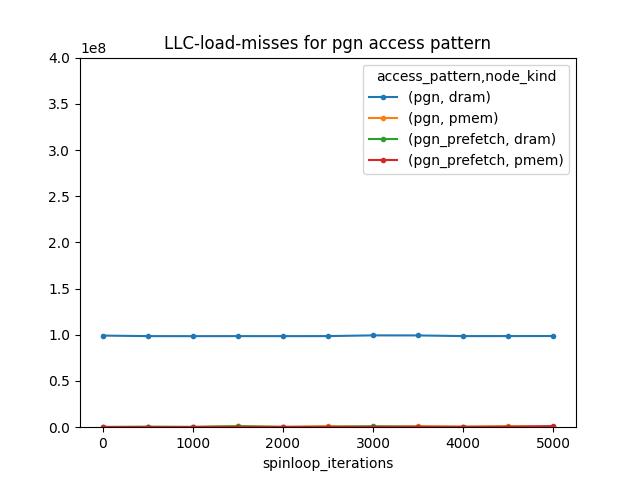 LLC-load-misses for pgn access pattern
1e8
4.0
3.5
3.0
2.5
2.0
1.5
1.0
0.5
0.0
access_pattern,node_kind
(pgn, dram)
(pgn, pmem)
(pgn_prefetch, dram)
(pgn_prefetch, pmem)
0 1000 2000 3000 4000 5000
spinloop_iterations